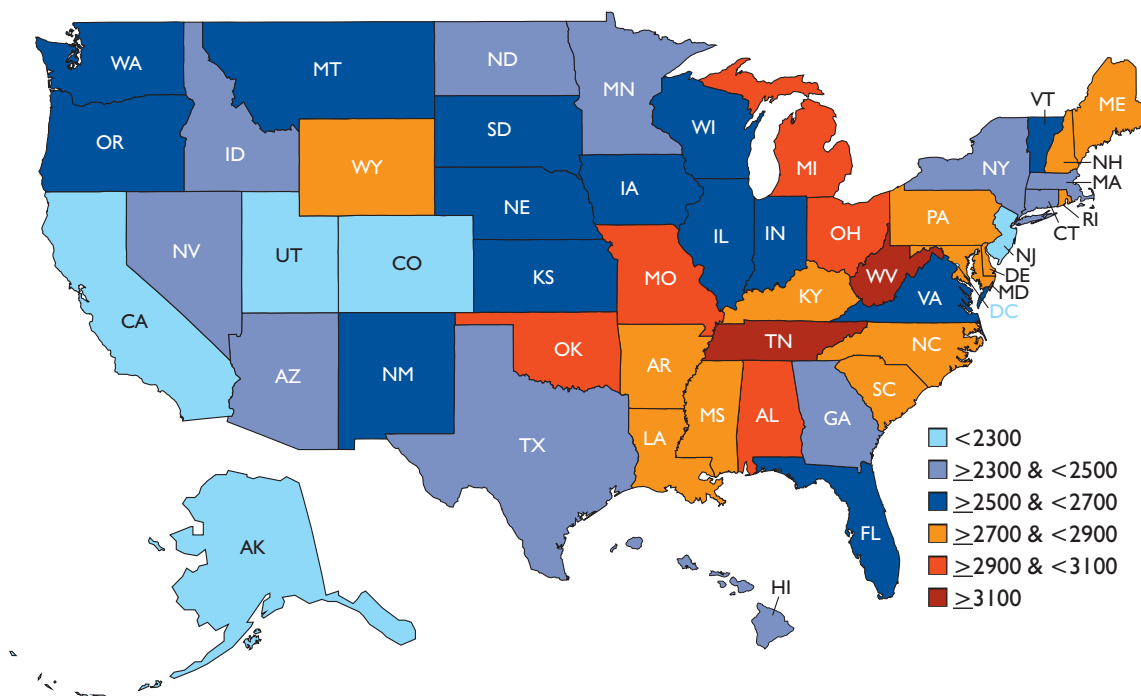 WA
MT
ND
MN
VT
ME
OR
ID
SD
WI
WY
MI
NY
NH
MA
IA
NE
PA
RI
CT
NV
UT
CO
IL
IN
OH
NJ
KS
MO
WV
DE
MD
KY
VA
DC
CA
TN
NC
OK
AZ
NM
AR
SC
MS
AL
GA
TX
LA
FL
AK
HI
<2300
≥2300 & <2500
≥2500 & <2700
≥2700 & <2900
≥2900 & <3100
≥3100